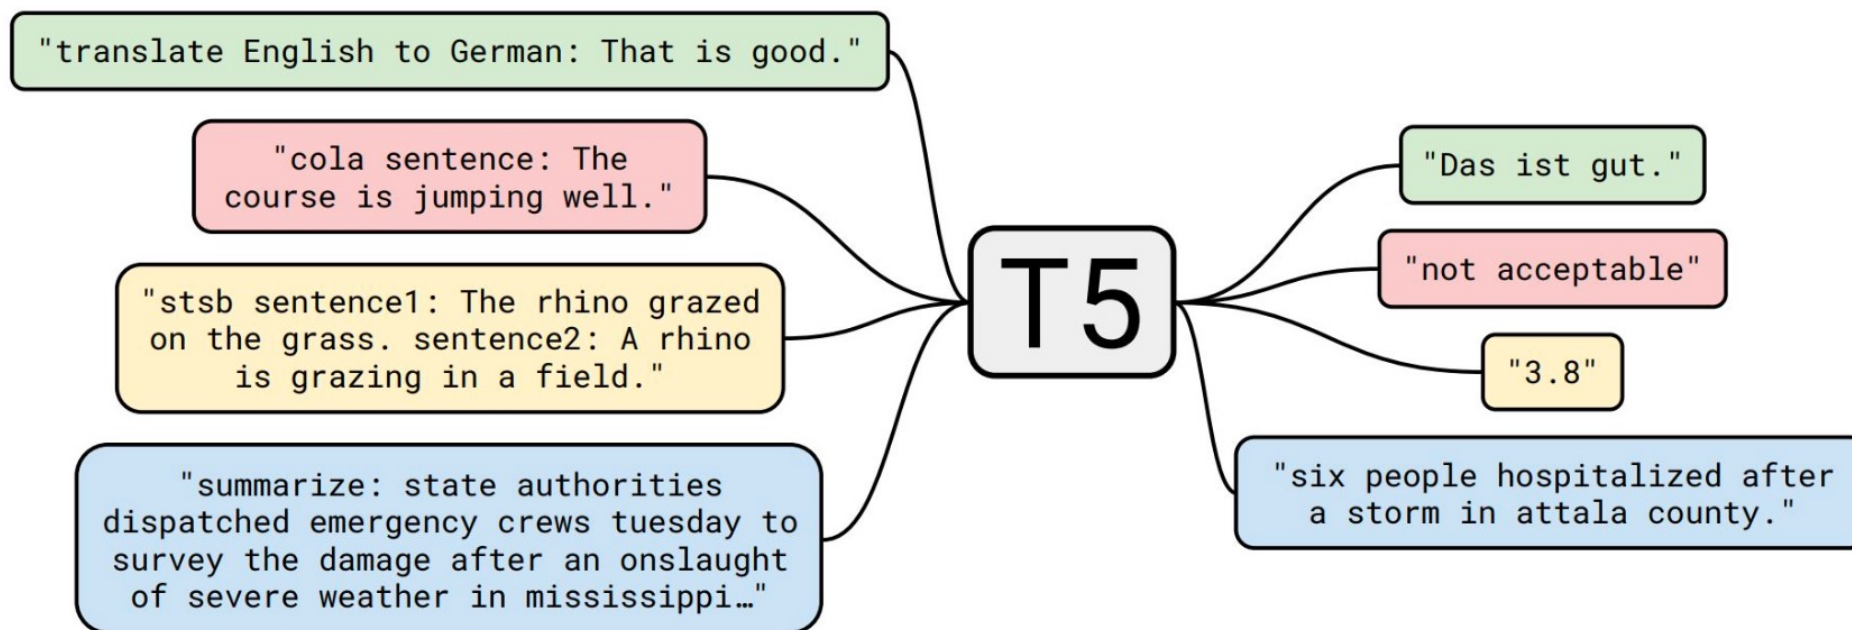 "translate English to German: That is good."
"cola sentence: The
course is jumping well."
"stsb sentence1: The rhino grazed
on the grass. sentence2: A rhino
is grazing in a field."
"summarize: state authorities
dispatched emergency crews tuesday to
survey the damage after an onslaught
of severe weather in mississippi…"
T5
"Das ist gut."
"not acceptable"
"3.8"
"six people hospitalized after
a storm in attala county."